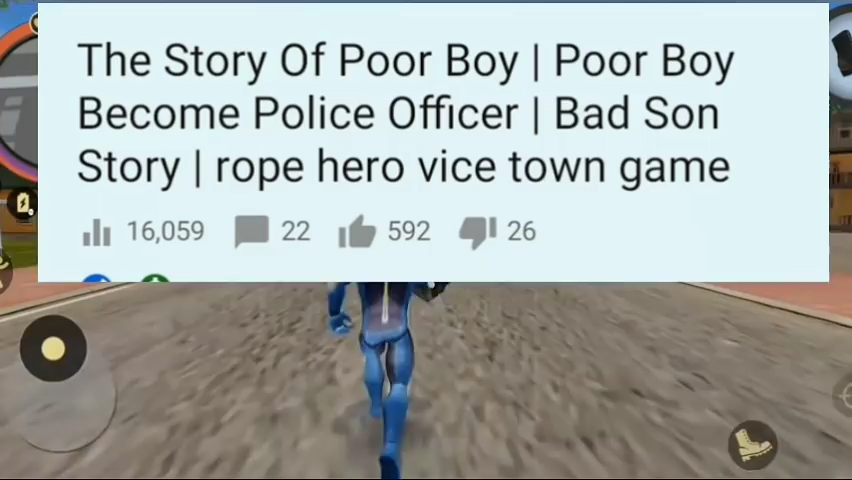 The Story Of Poor Boy | Poor Boy
Become Police Officer | Bad Son
Story | rope hero vice town game
16,059 22 592 26